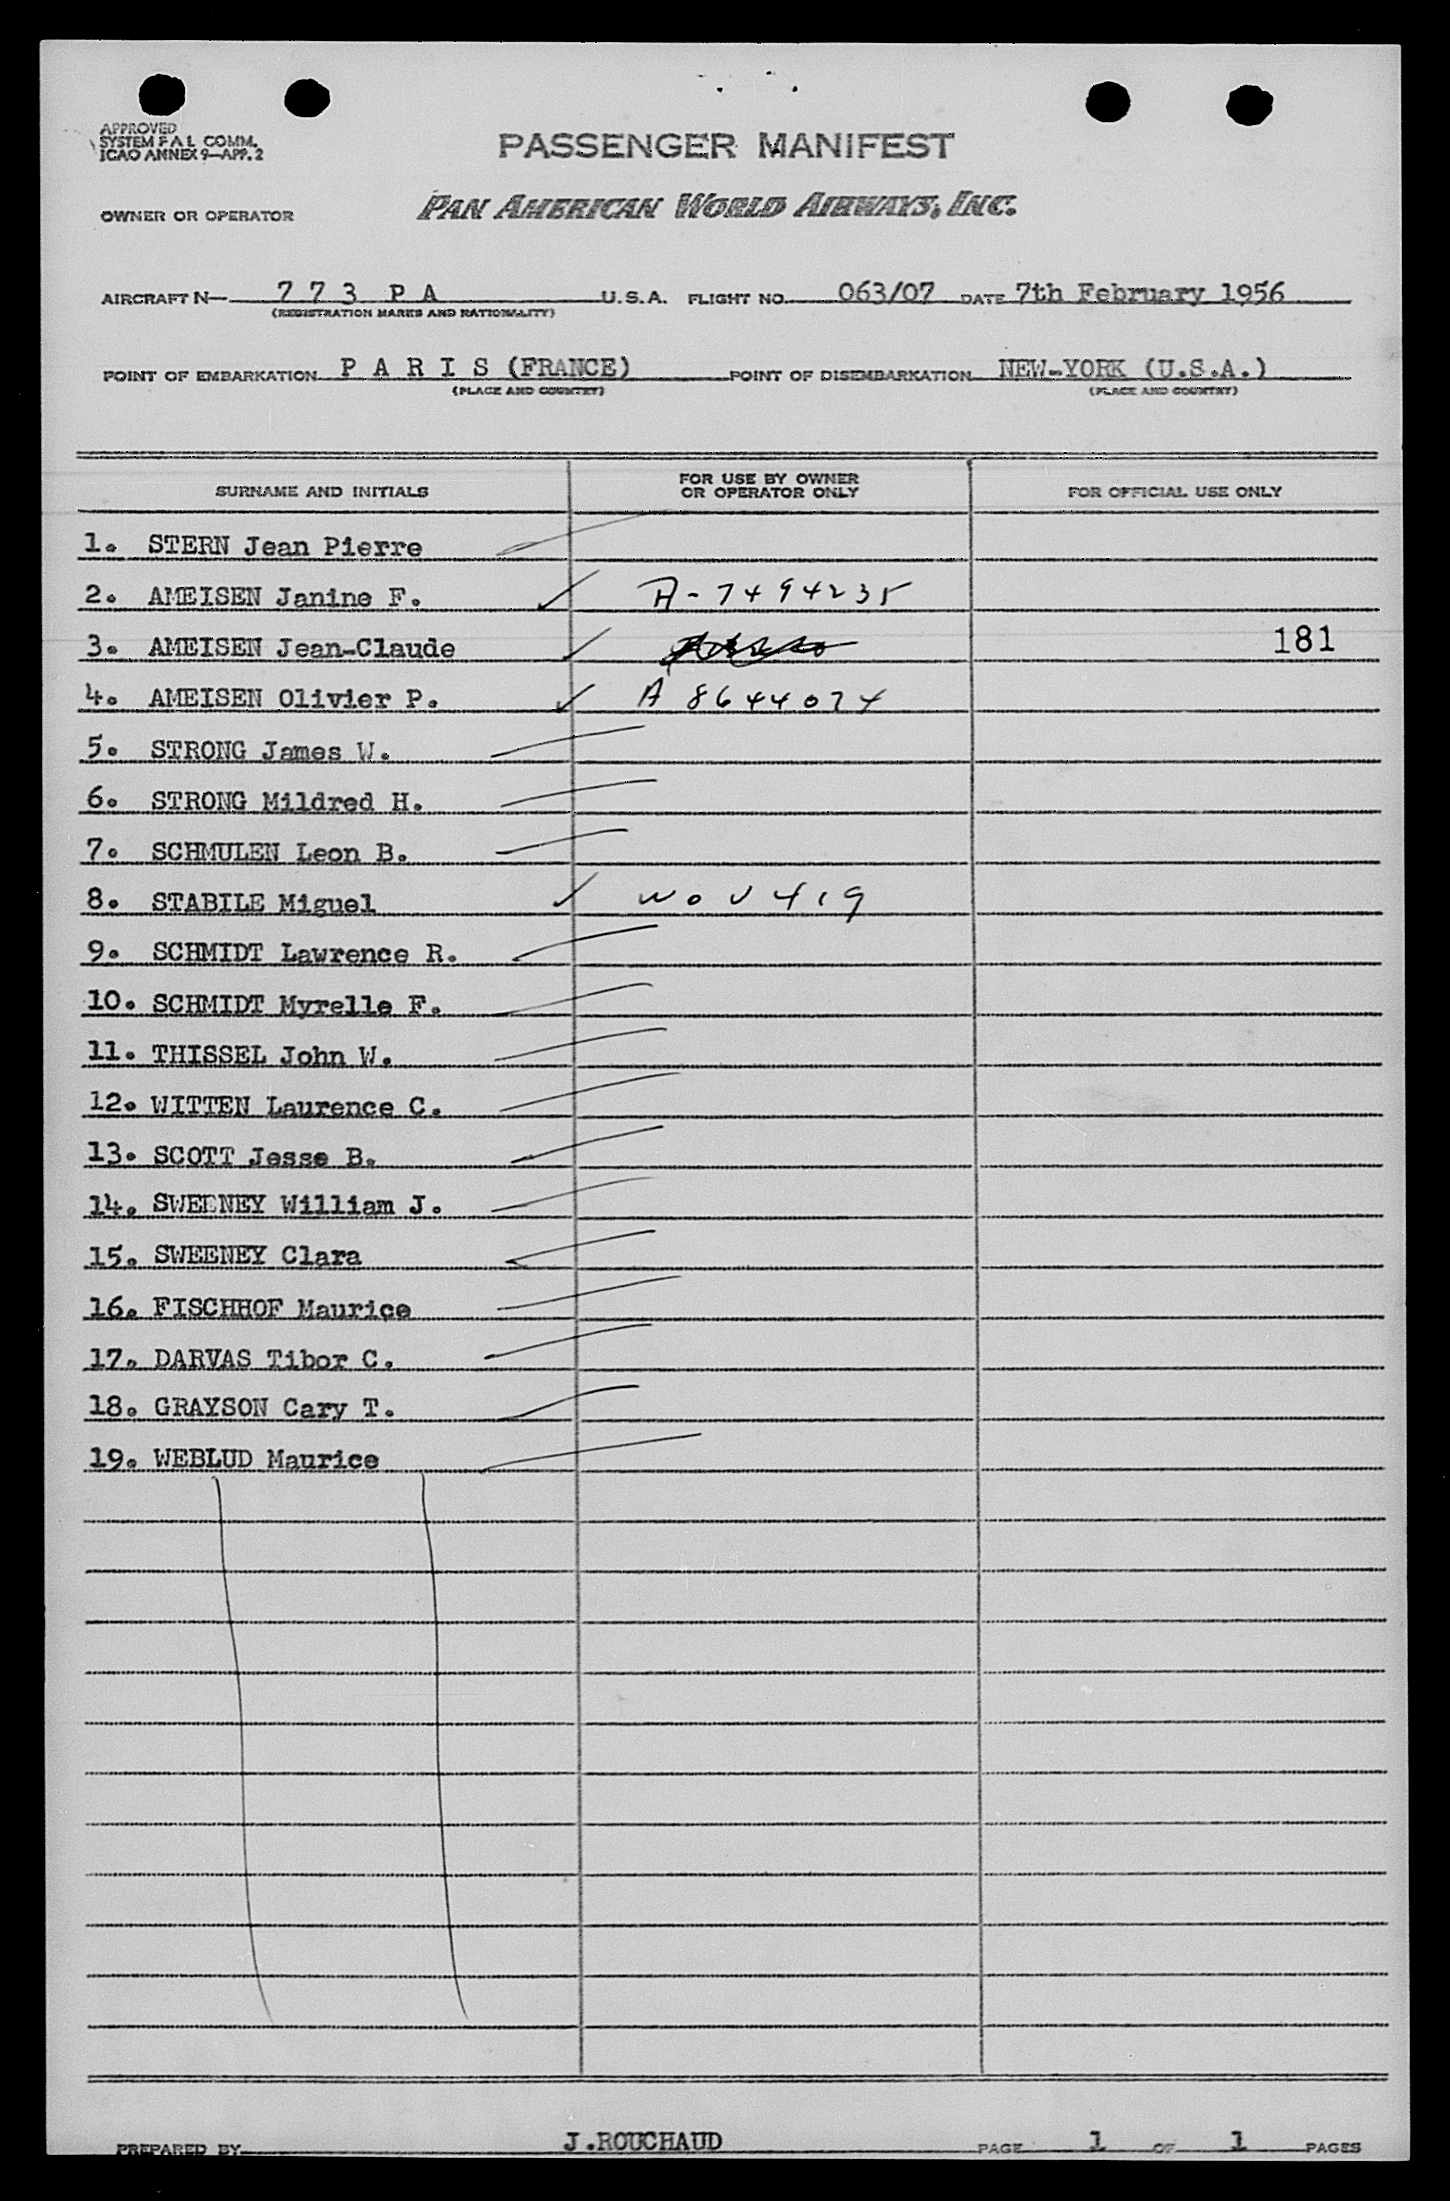 APPROVED
SYSTEM F A L COMM.
ICAO ANNEX 9—APP. 2
PASSENGER MANIFEST
OWNER OR OPERATOR PAN AMERICAN WORLD AIRWAYS, INC.
AIRCRAFT N— 7 7 3 P A U.S.A. FLIGHT NO. 063/07 DATE 7th February 1956
(REGISTRATION MARKS AND NATIONALITY)
POINT OF EMBARKATION P A R I S (FRANCE) POINT OF DISEMBARKATION NEW-YORK (U.S.A.)
(PLACE AND COUNTRY) (PLACE AND COUNTRY)
SURNAME AND INITIALS FOR USE BY OWNER OR OPERATOR ONLY FOR OFFICIAL USE ONLY
1. STERN Jean Pierre
2. AMEISEN Janine F. A-7494235
3. AMEISEN Jean-Claude 181
4. AMEISEN Olivier P. A 8644074
5. STRONG James W.
6. STRONG Mildred H.
7. SCHMULEN Leon B.
8. STABILE Miguel
9. SCHMIDT Lawrence R.
10. SCHMIDT Myrelle F.
11. THISSEL John W.
12. WITTEN Laurence C.
13. SCOTT Jesse B.
14. SWEENEY William J.
15. SWEENEY Clara
16. FISCHHOF Maurice
17. DARVAS Tibor C.
18. GRAYSON Cary T.
19. WEBLUD Maurice
PREPARED BY J.ROUCHAUD PAGE 1 OF 1 PAGES